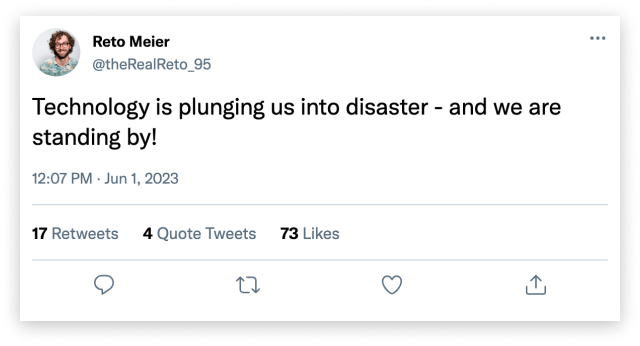 Reto Meier
@theRealReto_95
Technology is plunging us into disaster - and we are
standing by!
12:07 PM · Jun 1, 2023
17 Retweets 4 Quote Tweets 73 Likes